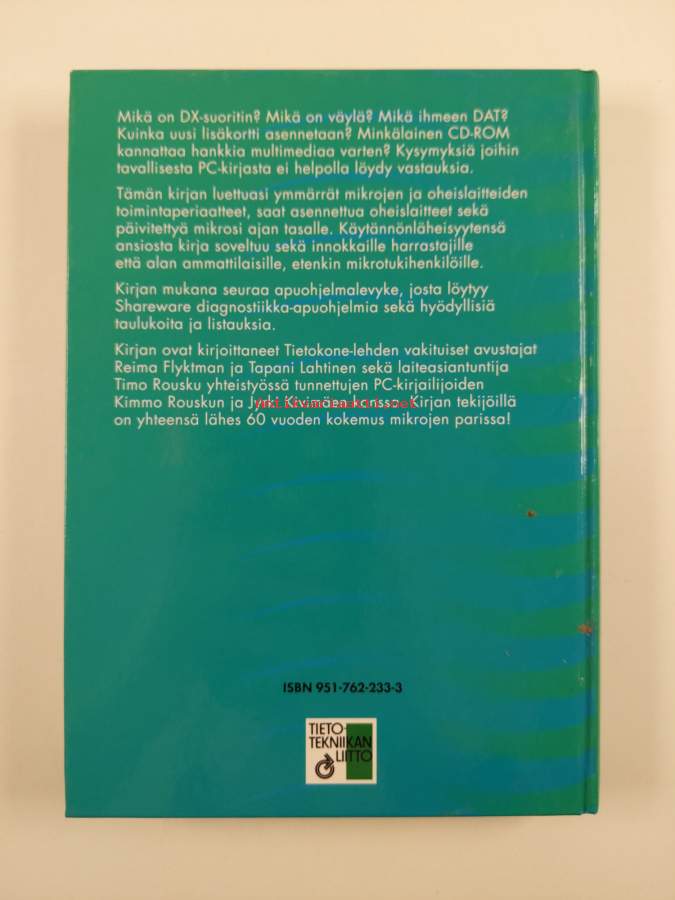 Mikä on DX-suoritin? Mikä on väylä? Mikä ihmeen DAT?
Kuinka uusi lisäkortti asennetaan? Minkälainen CD-ROM
kannattaa hankkia multimediaa varten? Kysymyksiä joihin
tavallisesta PC-kirjasta ei helpolla löydy vastauksia.
Tämän kirjan luettuasi ymmärrät mikrojen ja oheislaitteiden
toimintaperiaatteet, saat asennettua oheislaitteet sekä
päivitettyä mikrosi ajan tasalle. Käytännönläheisyytensä
ansiosta kirja soveltuu sekä innokkaille harrastajille
että alan ammattilaisille, etenkin mikrotukihenkilöille.
Kirjan mukana seuraa apuohjelmalevyke, josta löytyy
Shareware diagnostiikka-apuohjelmia sekä hyödyllisiä
taulukoita ja listauksia.
Kirjan ovat kirjoittaneet Tietokone-lehden vakituiset avustajat
Reima Flyktman ja Tapani Lahtinen sekä laiteasiantuntija
Timo Rousku yhteistyössä tunnettujen PC-kirjailijoiden
Kimmo Rouskun ja Jyrki Kivimäen kanssa. Kirjan tekijöillä
on yhteensä lähes 60 vuoden kokemus mikrojen parissa!
ISBN 951-762-233-3
TIETO-
TEKNIIKAN
LIITTO